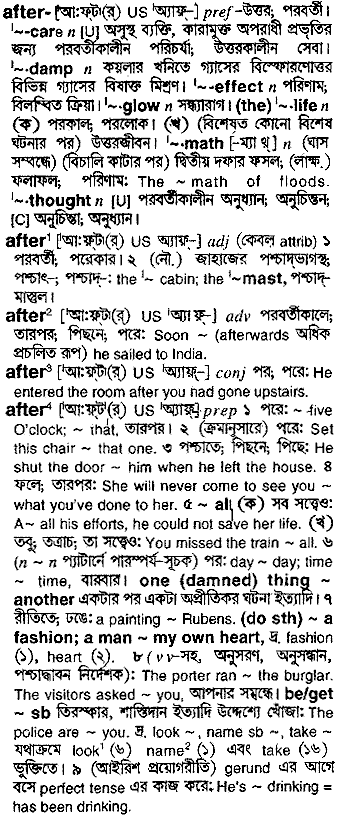 after- ['আ:ফ্‌টা(র্‌) US 'অ্যাফ্‌–] pref -উত্তর; পরবর্তী।
'~-care n [U] অসুস্থ ব্যক্তি, কারামুক্ত অপরাধী প্রভৃতির
জন্য পরবর্তীকালীন পরিচর্যা; উত্তরকালীন সেবা।
'~-damp n কয়লার খনিতে গ্যাসের বিস্ফোরণোত্তর
বিভিন্ন গ্যাসের বিষাক্ত মিশ্রণ। '~-effect n পরিণাম;
বিলম্বিত ক্রিয়া। '~-glow n সন্ধ্যারাগ। (the) '~-life n
(ক) পরকাল; পরলোক। (খ) (বিশেষত কোনো বিশেষ
ঘটনার পর) উত্তরজীবন। '~-math [-ম্যাথ্‌] n (ঘাস
সম্বন্ধে) (বিচালি কাটার পর) দ্বিতীয় দফার ফসল; (লাক্ষ.)
ফলাফল; পরিণাম: The ~ math of floods.
'~-thought n [U] পরবর্তীকালীন অনুধ্যান; অনুচিন্তন;
[C] অনুচিন্তা; অনুধ্যান।
after¹ ['আ:ফ্‌টা(র্‌) US 'অ্যাফ্‌–] adj (কেবল attrib) ১
পরবর্তী; পরেকার। ২ (নৌ.) জাহাজের পশ্চাদ্ভাগস্থ;
পশ্চাৎ-; পশ্চাদ্‌-: the '~ cabin; the '~mast, পশ্চাদ্‌-
মাস্তুল।
after² ['আ:ফ্‌টা(র্‌) US 'অ্যাফ্‌–] adv পরবর্তীকালে;
তারপর; পিছনে; পরে: Soon ~ (afterwards অধিক
প্রচলিত রূপ) he sailed to India.
after³ ['আ:ফ্‌টা(র্‌) US 'অ্যাফ্‌–] conj পর; পরে: He
entered the room after you had gone upstairs.
after⁴ ['আ:ফ্‌ট(র্‌) US 'অ্যাফ্‌] prep ১ পরে: ~ five
O'clock; ~ that, তারপর। ২ (ক্রমানুসারে) পরে: Set
this chair ~ that one. ৩ পশ্চাতে; পিছনে; পিছে: He
shut the door ~ him when he left the house. ৪
ফলে; তারপর: She will never come to see you ~
what you've done to her. ৫ ~ all (ক) সব সত্ত্বেও:
A~ all his efforts, he could not save her life. (খ)
তবু; তত্রাচ; তা সত্ত্বেও: You missed the train ~ all. ৬
(n ~ n প্যাটার্নে পারম্পর্য-সূচক) পর: day ~ day; time
~ time, বারবার। one (damned) thing ~
another একটার পর একটা অপ্রীতিকর ঘটনা ইত্যাদি। ৭
রীতিতে; ঢঙে: a painting ~ Rubens. (do sth) ~ a
fashion; a man ~ my own heart, দ্র. fashion
(১), heart (২). ৮ (vv-সহ, অনুসরণ, অনুসন্ধান,
পশ্চাদ্ধাবন নির্দেশক): The porter ran ~ the burglar.
The visitors asked ~ you, আপনার সম্বন্ধে। be/get
~ sb তিরস্কার, শাস্তিদান ইত্যাদি উদ্দেশ্যে খোঁজা: The
police are ~ you. দ্র. look ~, name sb ~, take ~
যথাক্রমে look¹ (৬) name² (১) এবং take (১৬)
ভুক্তিতে। ৯ (আইরিশ প্রয়োগরীতি) gerund এর আগে
বসে perfect tense এর কাজ করে: He's ~ drinking =
has been drinking.